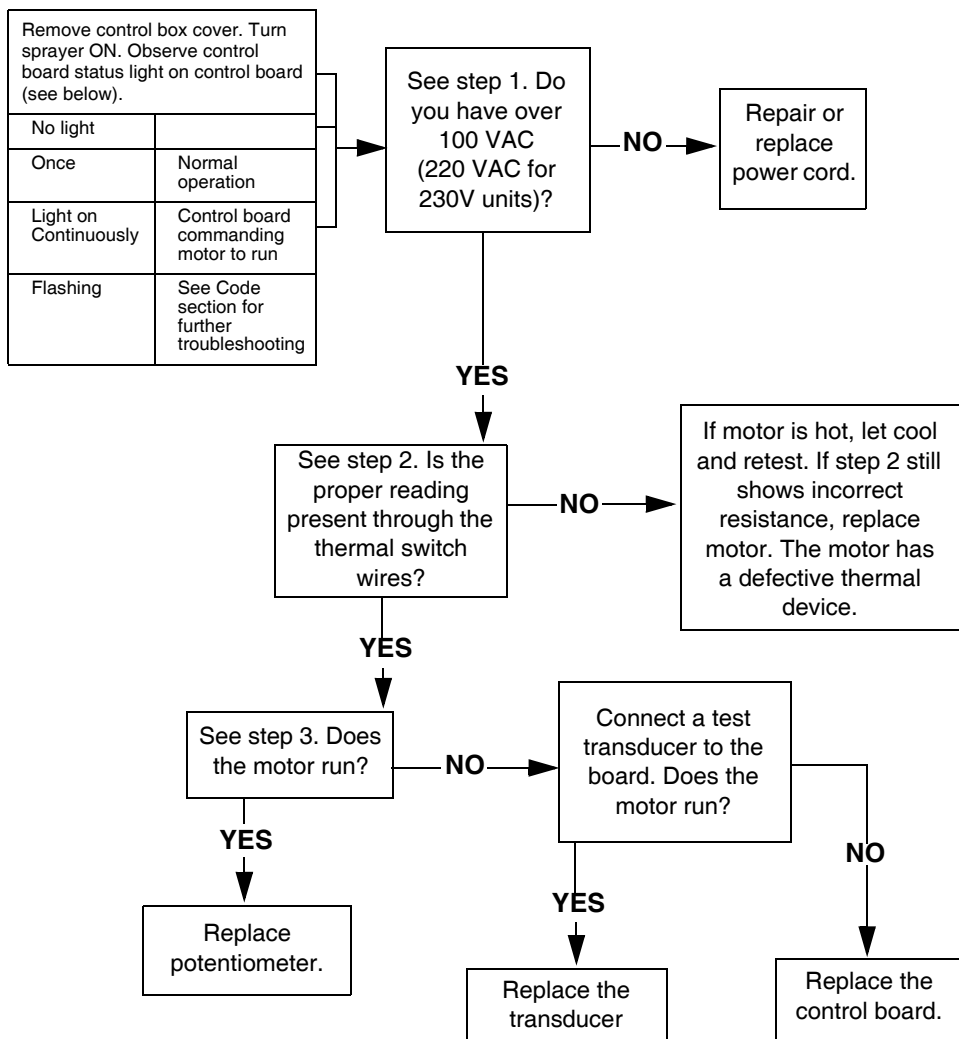 Remove control box cover. Turn
sprayer ON. Observe control
board status light on control board
(see below).
No light
Once
Normal
operation
Light on
Continuously
Control board
commanding
motor to run
Flashing
See Code
section for
further
troubleshooting
See step 1. Do
you have over
100 VAC
(220 VAC for
230V units)?
NO
Repair or
replace
power cord.
YES
See step 2. Is the
proper reading
present through the
thermal switch
wires?
NO
If motor is hot, let cool
and retest. If step 2 still
shows incorrect
resistance, replace
motor. The motor has
a defective thermal
device.
YES
See step 3. Does
the motor run?
NO
Connect a test
transducer to the
board. Does the
motor run?
YES
Replace
potentiometer.
YES
Replace the
transducer
NO
Replace the
control board.